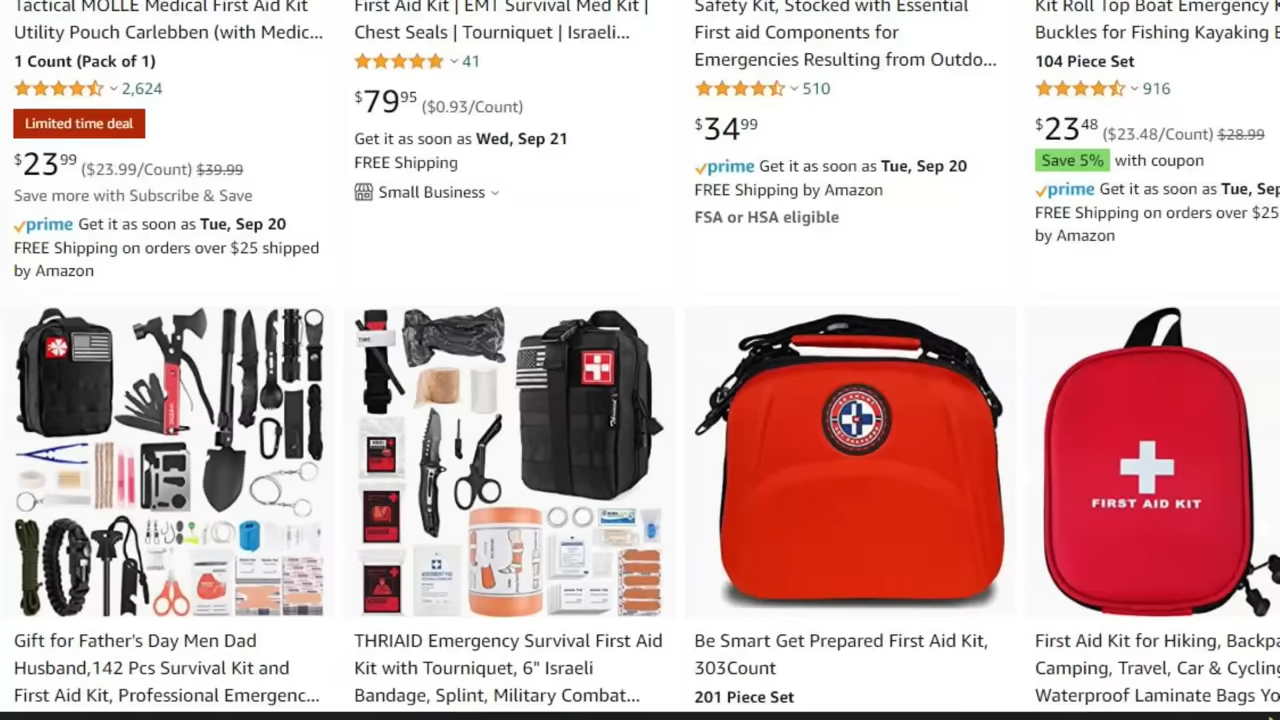 Tactical MOLLE Medical First Aid Kit
Utility Pouch Carlebben (with Medic...
1 Count (Pack of 1)
2,624
Limited time deal
$23.99 ($23.99/Count) $39.99
Save more with Subscribe & Save
prime Get it as soon as Tue, Sep 20
FREE Shipping on orders over $25 shipped
by Amazon
First Aid Kit | EMT Survival Med Kit |
Chest Seals | Tourniquet | Israeli...
41
$79.95 ($0.93/Count)
Get it as soon as Wed, Sep 21
FREE Shipping
Small Business
Safety Kit, Stocked with Essential
First aid Components for
Emergencies Resulting from Outdo...
510
$34.99
prime Get it as soon as Tue, Sep 20
FREE Shipping by Amazon
FSA or HSA eligible
Kit Roll Top Boat Emergency K
Buckles for Fishing Kayaking B
104 Piece Set
916
$23.48 ($23.48/Count) $28.99
Save 5% with coupon
prime Get it as soon as Tue, Sep
FREE Shipping on orders over $25
by Amazon
TIME
FIRST AID KIT
Gift for Father's Day Men Dad
Husband,142 Pcs Survival Kit and
First Aid Kit, Professional Emergenc...
THRIAID Emergency Survival First Aid
Kit with Tourniquet, 6" Israeli
Bandage, Splint, Military Combat...
Be Smart Get Prepared First Aid Kit,
303Count
201 Piece Set
First Aid Kit for Hiking, Backpa
Camping, Travel, Car & Cycling
Waterproof Laminate Bags Yo